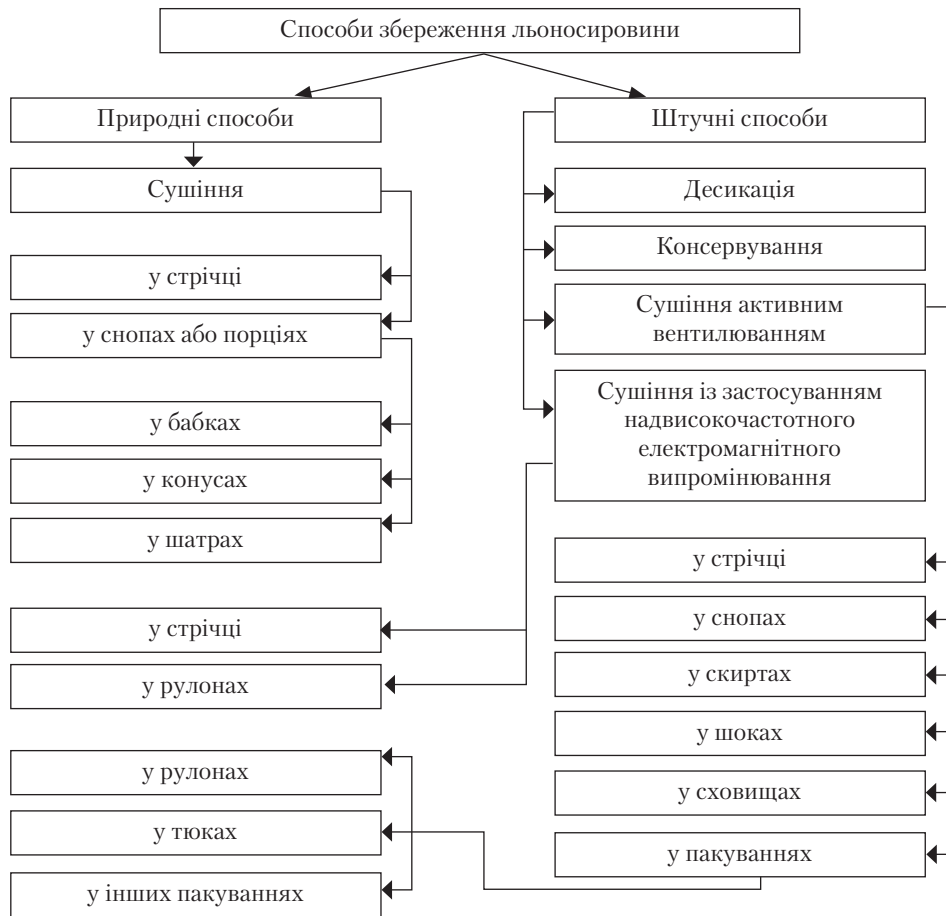 Способи збереження льоносировини
Природні способи
Сушіння
у стрічці
у снопах або порціях
у бабках
у конусах
у шатрах
у стрічці
у рулонах
у рулонах
у тюках
у інших пакуваннях
Штучні способи
Десикація
Консервування
Сушіння активним
вентилюванням
Сушіння із застосуванням
надвисокочастотного
електромагнітного
випромінювання
у стрічці
у снопах
у скиртах
у шоках
у сховищах
у пакуваннях